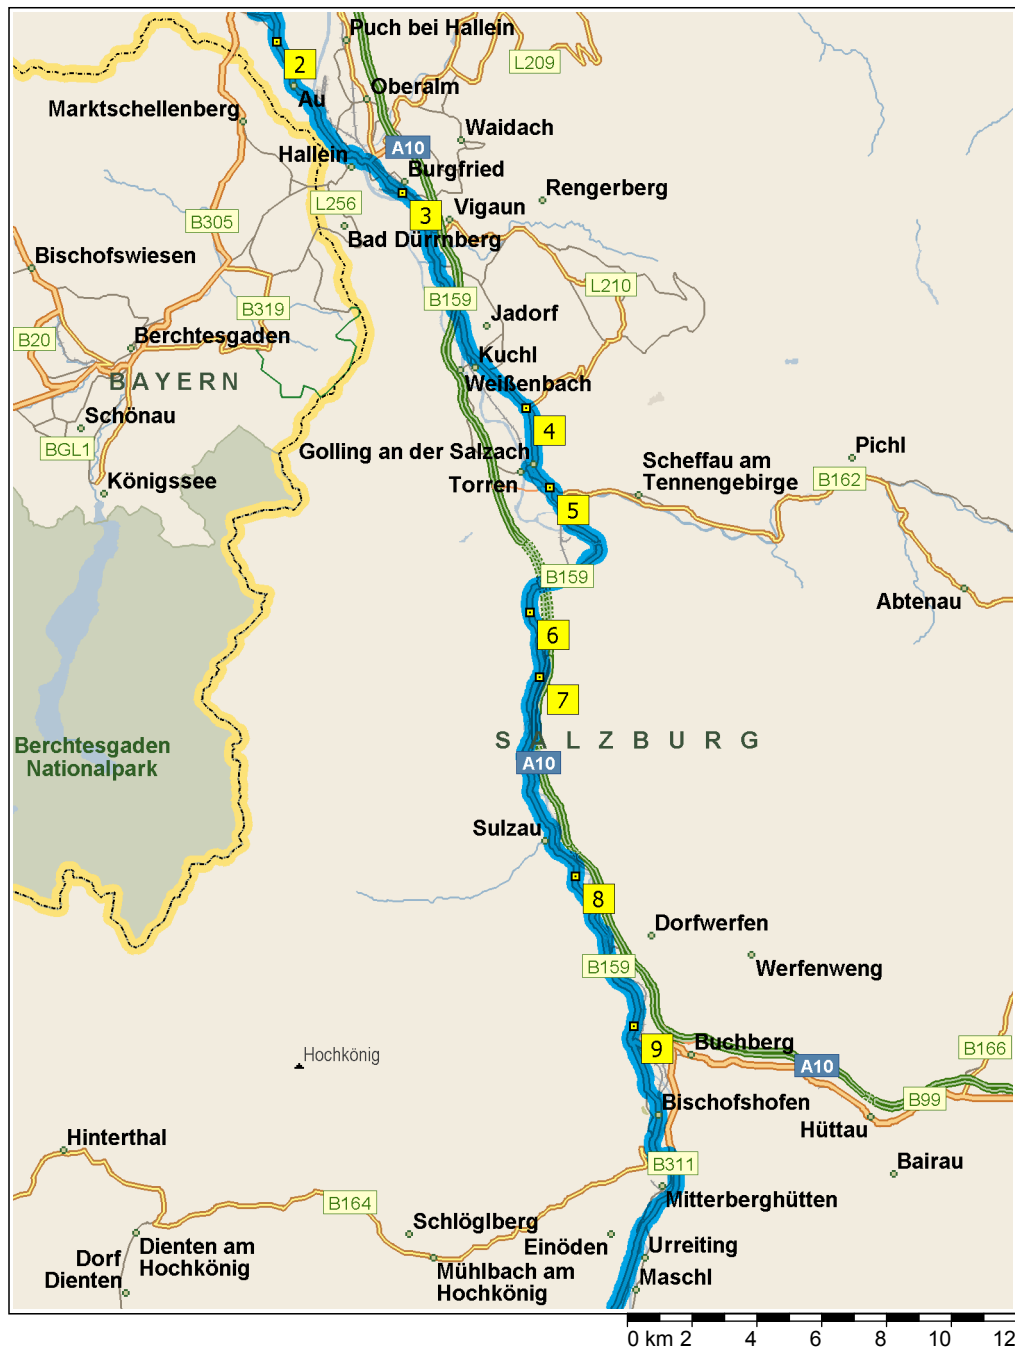 Puch bei Hallein
L209
2
Oberalm
Au
Marktschellenberg
Waidach
A10
Hallein
Burgfried
Rengerberg
L256
3
Vigaun
B305
Bad Dürrnberg
Bischofswiesen
L210
B159
B319
Jadorf
B20
Berchtesgaden
Kuchl
BAYERN
Weißenbach
Schönau
4
BGL1
Golling an der Salzach
Pichl
Scheffau am
Tennengebirge
B162
Königssee
Torren
5
B159
Abtenau
6
7
SALZBURG
Berchtesgaden
Nationalpark
A10
Sulzau
8
Dorfwerfen
B159
Werfenweng
9
Buchberg
B166
Hochkönig
A10
B99
Bischofshofen
Hüttau
Hinterthal
B311
Bairau
B164
Mitterberghütten
Schlöglberg
Einöden
Urreiting
Dienten am
Hochkönig
Dorf
Dienten
Mühlbach am
Hochkönig
Maschl
0 km 2 4 6 8 10 12